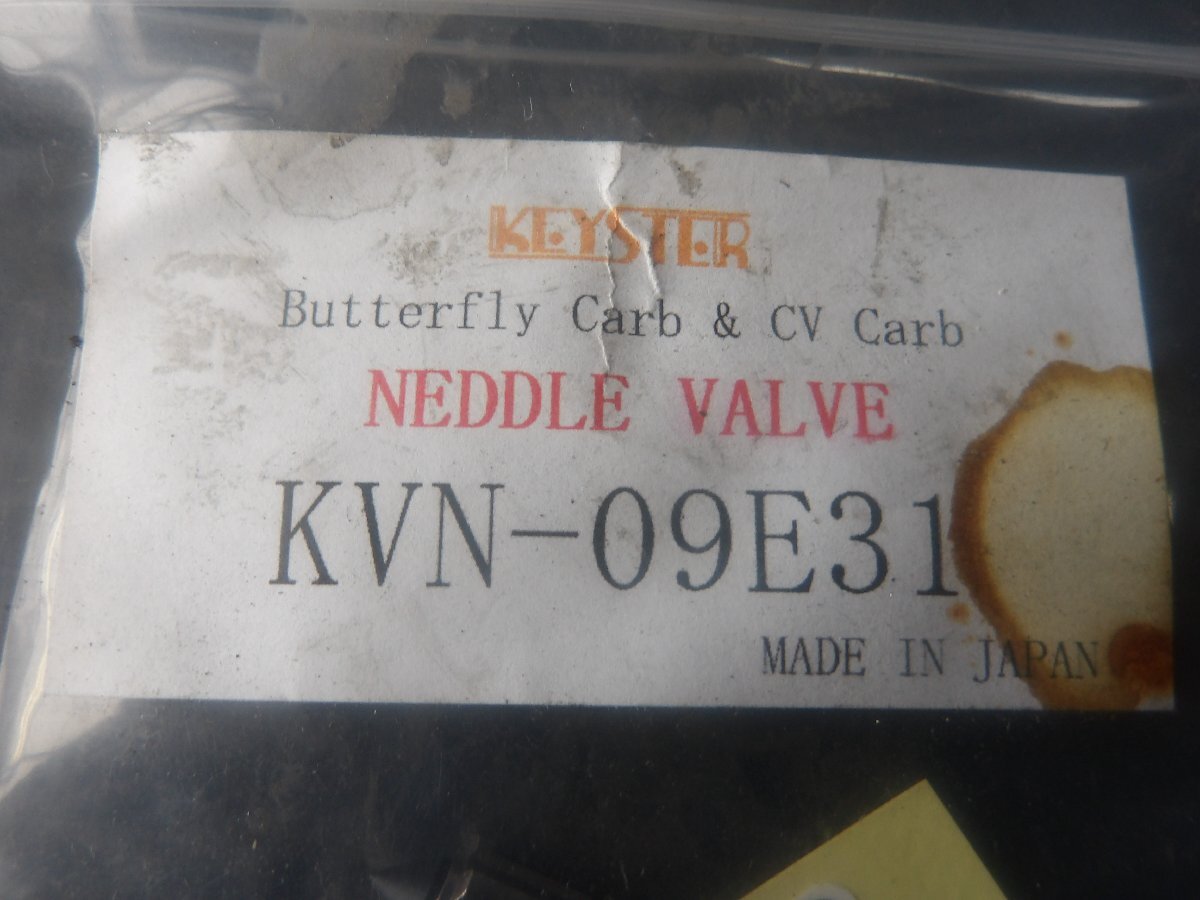 KEYSTER
Butterfly Carb & CV Carb
NEDDLE VALVE
KVN-09E31
MADE IN JAPAN